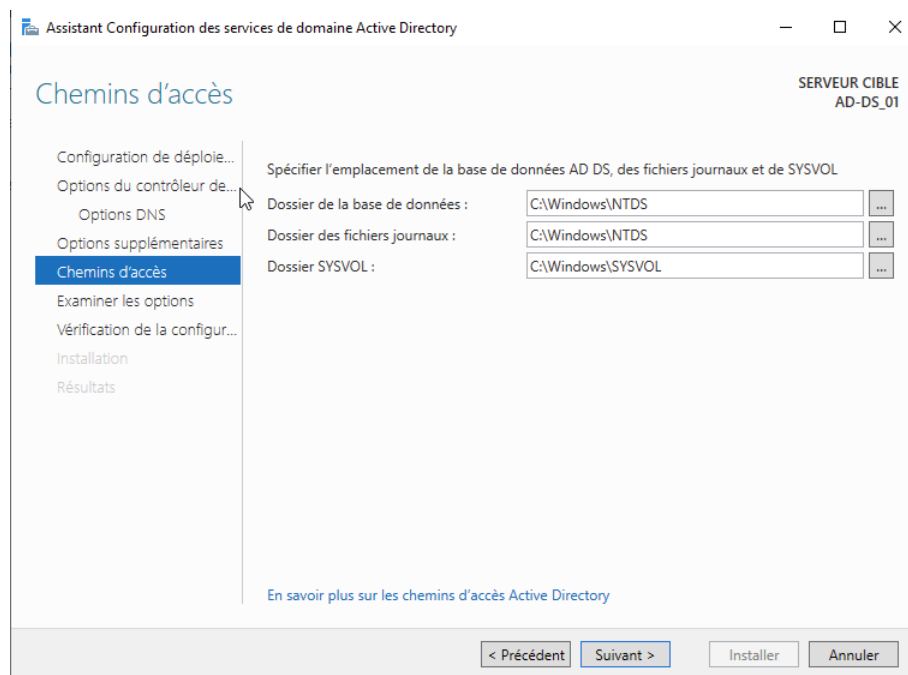 Assistant Configuration des services de domaine Active Directory
Chemins d'accès
SERVEUR CIBLE
AD-DS_01
Configuration de déploie...
Options du contrôleur de...
Options DNS
Options supplémentaires
Chemins d'accès
Examiner les options
Vérification de la configur...
Installation
Résultats
Spécifier l'emplacement de la base de données AD DS, des fichiers journaux et de SYSVOL
Dossier de la base de données : C:\Windows\NTDS ...
Dossier des fichiers journaux : C:\Windows\NTDS ...
Dossier SYSVOL : C:\Windows\SYSVOL ...
En savoir plus sur les chemins d'accès Active Directory
< Précédent Suivant > Installer Annuler